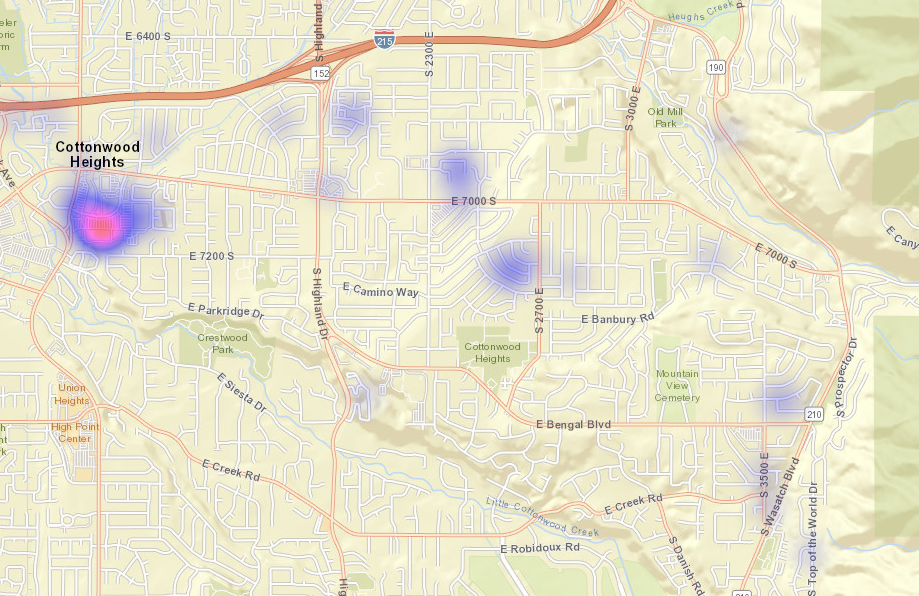 Heughs Creek
E 6400 S
S Highland
S 2300 E
215
152
190
S 3000 E
Old Mill
Park
Cottonwood
Heights
Ave
E 7000 S
E 7000 S
E Cany
E 7200 S
S Highland Dr
E Camino Way
S 2700 E
E Parkridge Dr
E Banbury Rd
Crestwood
Park
Cottonwood
Heights
S Prospector Dr
E Siesta Dr
Mountain
View
Cemetery
Union
Heights
210
E Bengal Blvd
High Point
Center
E Creek Rd
S 3500 E
S Wasatch Blvd
E Creek Rd
Little Cottonwood Creek
S Top of the World Dr
E Robidoux Rd
S Danish Rd
High